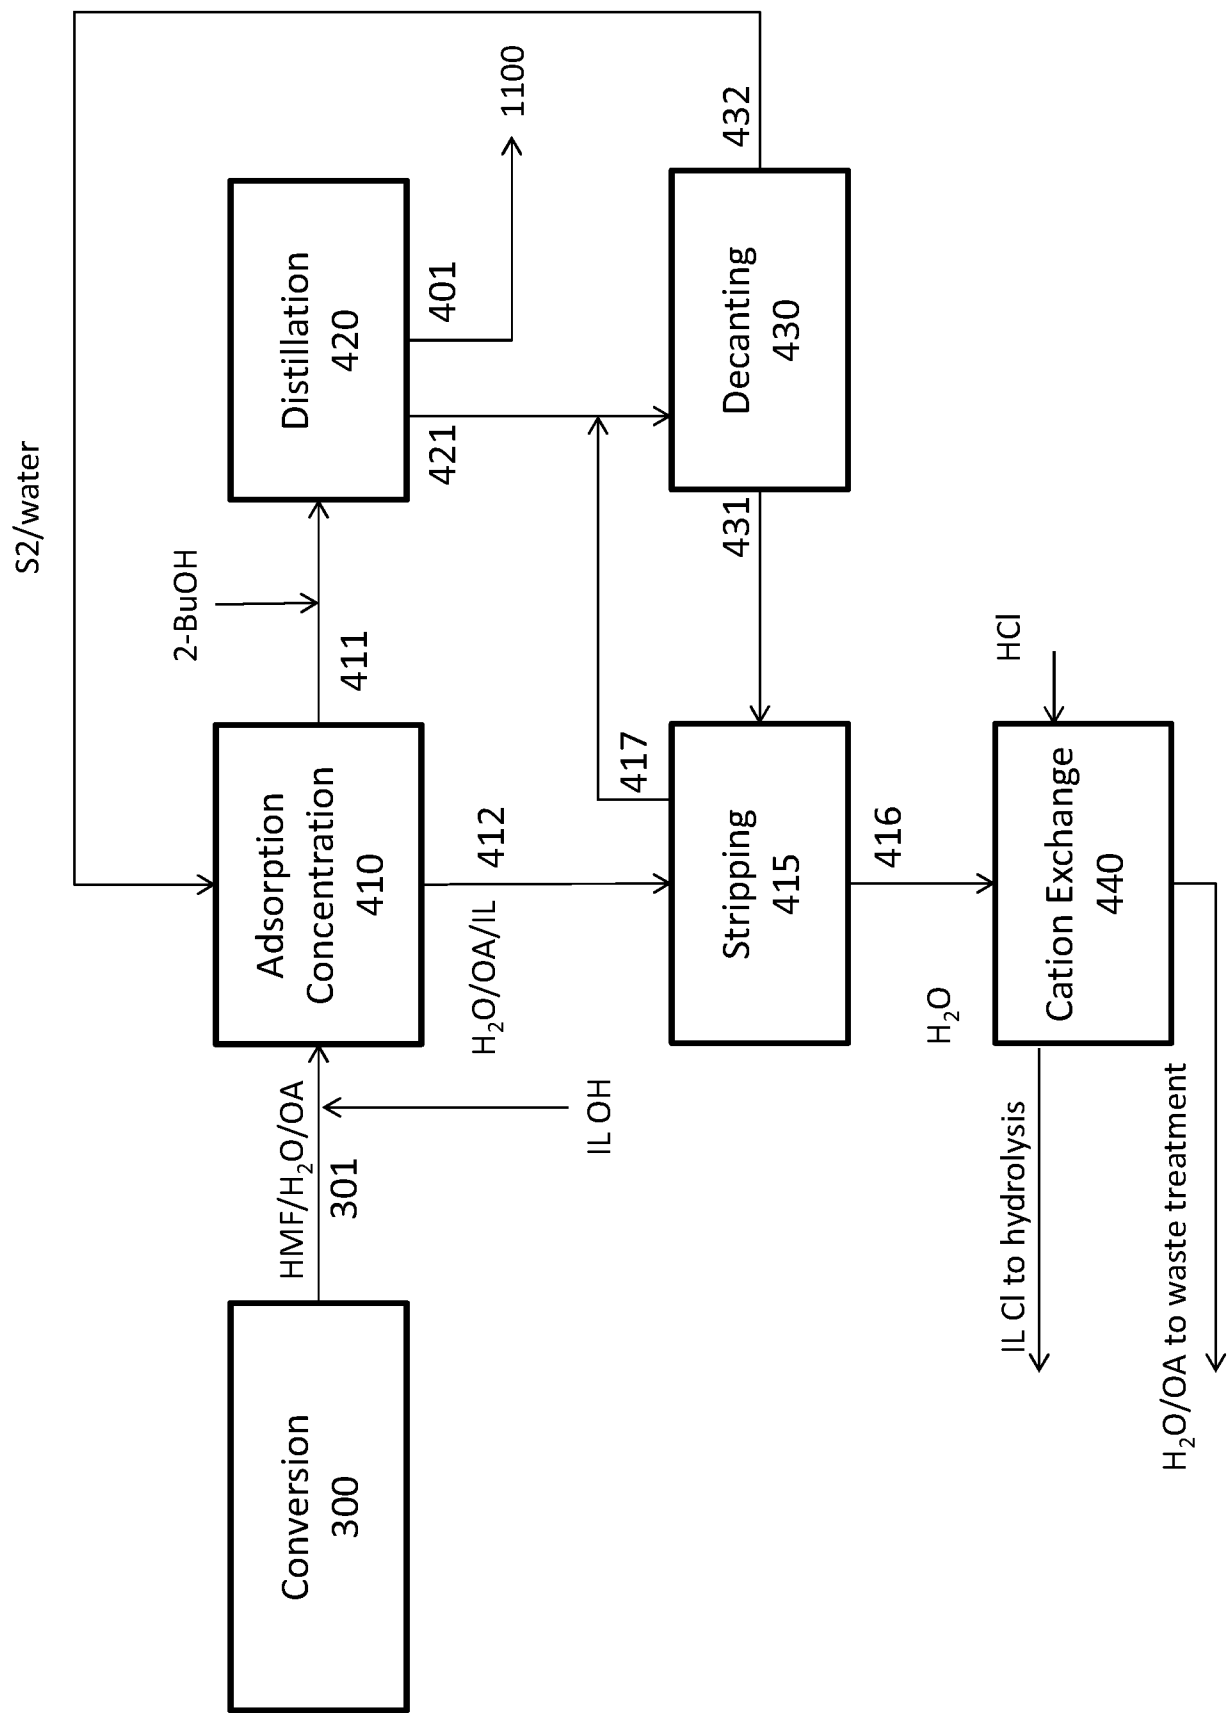 S2/water
Conversion
300
HMF/H₂O/OA
301
IL OH
Adsorption
Concentration
410
2-BuOH
411
Distillation
420
401
1100
421
412
H₂O/OA/IL
417
Stripping
415
431
Decanting
430
432
416
H₂O
HCl
Cation Exchange
440
IL Cl to hydrolysis
H₂O/OA to waste treatment